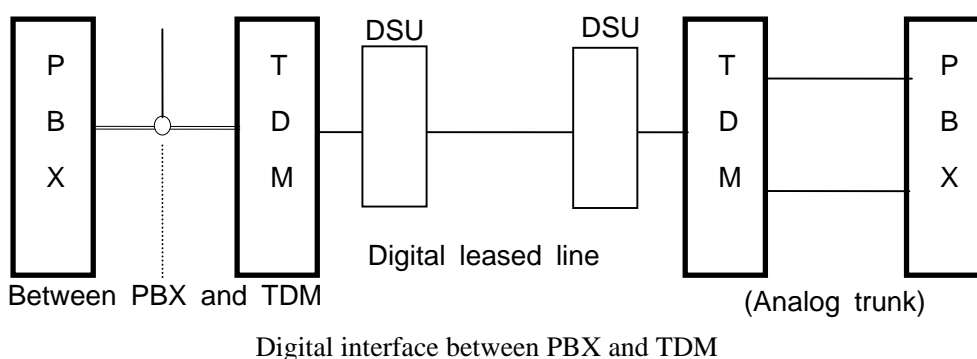 DSU
DSU
P
B
X
T
D
M
T
D
M
P
B
X
Digital leased line
Between PBX and TDM
(Analog trunk)
Digital interface between PBX and TDM